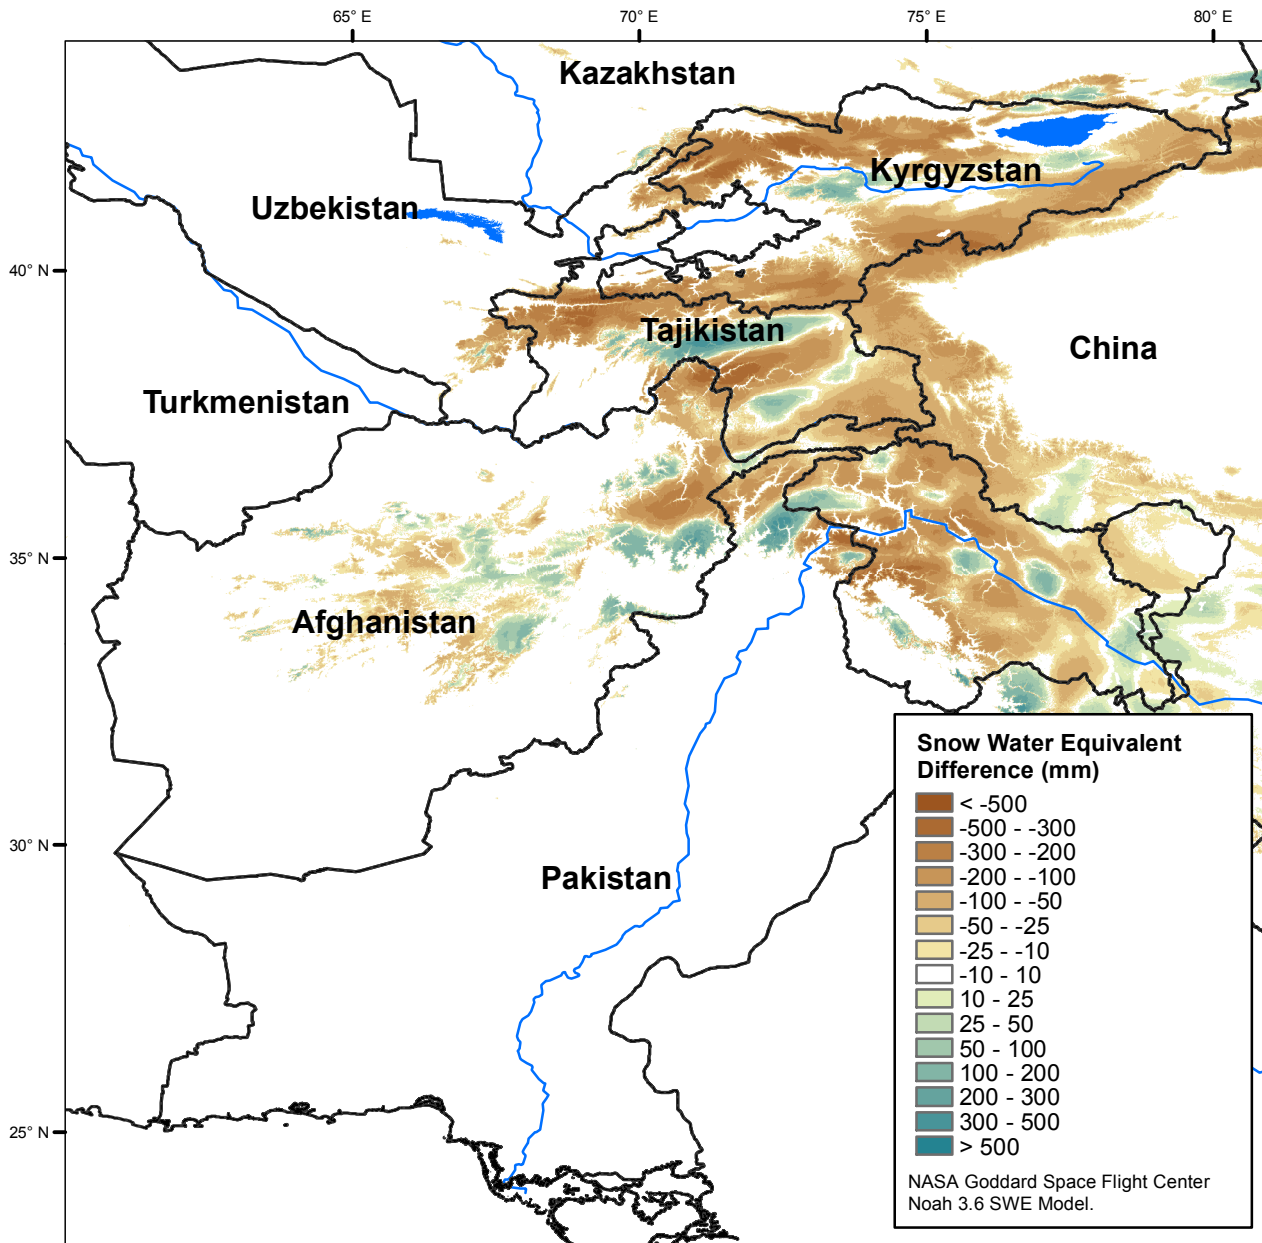 65° E
70° E
75° E
80° E
Kazakhstan
Kyrgyzstan
Uzbekistan
40° N
Tajikistan
China
Turkmenistan
35° N
Afghanistan
30° N
Pakistan
25° N
Snow Water Equivalent
Difference (mm)
< -500
-500 - -300
-300 - -200
-200 - -100
-100 - -50
-50 - -25
-25 - -10
-10 - 10
10 - 25
25 - 50
50 - 100
100 - 200
200 - 300
300 - 500
> 500
NASA Goddard Space Flight Center
Noah 3.6 SWE Model.